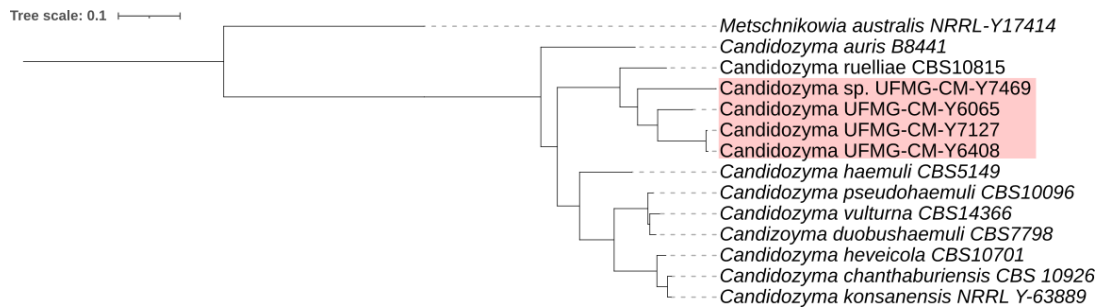 Tree scale: 0.1
Metschnikowia australis NRRL-Y17414
Candidozyma auris B8441
Candidozyma ruelliae CBS10815
Candidozyma sp. UFMG-CM-Y7469
Candidozyma UFMG-CM-Y6065
Candidozyma UFMG-CM-Y7127
Candidozyma UFMG-CM-Y6408
Candidozyma haemuli CBS5149
Candidozyma pseudohaemuli CBS10096
Candidozyma vulturna CBS14366
Candizoyma duobushaemuli CBS7798
Candidozyma heveicola CBS10701
Candidozyma chanthaburiensis CBS 10926
Candidozyma konsanensis NRRL Y-63889